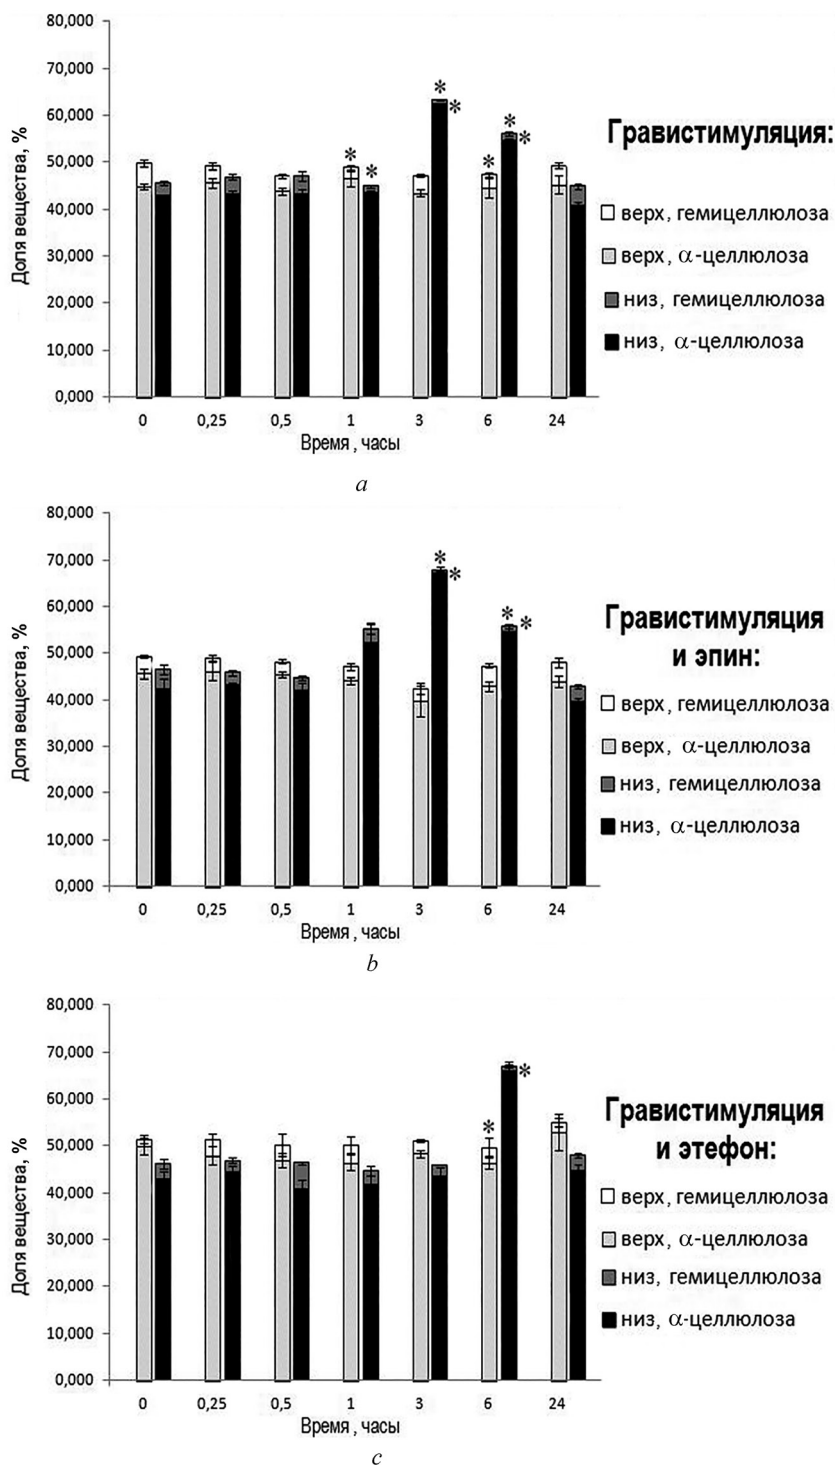 80,000
70,000
60,000
50,000
40,000
30,000
20,000
10,000
0,000
Доля вещества, %
0 0,25 0,5 1 3 6 24
Время , часы
* * * * * *
Гравистимуляция:
верх, гемицеллюлоза
верх, α-целлюлоза
низ, гемицеллюлоза
низ, α-целлюлоза
a
80,000
70,000
60,000
50,000
40,000
30,000
20,000
10,000
0,000
Доля вещества, %
0 0,25 0,5 1 3 6 24
Время , часы
* * * *
Гравистимуляция
и эпин:
верх, гемицеллюлоза
верх, α-целлюлоза
низ, гемицеллюлоза
низ, α-целлюлоза
b
80,000
70,000
60,000
50,000
40,000
30,000
20,000
10,000
0,000
Доля вещества, %
0 0,25 0,5 1 3 6 24
Время , часы
* *
Гравистимуляция
и этефон:
верх, гемицеллюлоза
верх, α-целлюлоза
низ, гемицеллюлоза
низ, α-целлюлоза
c